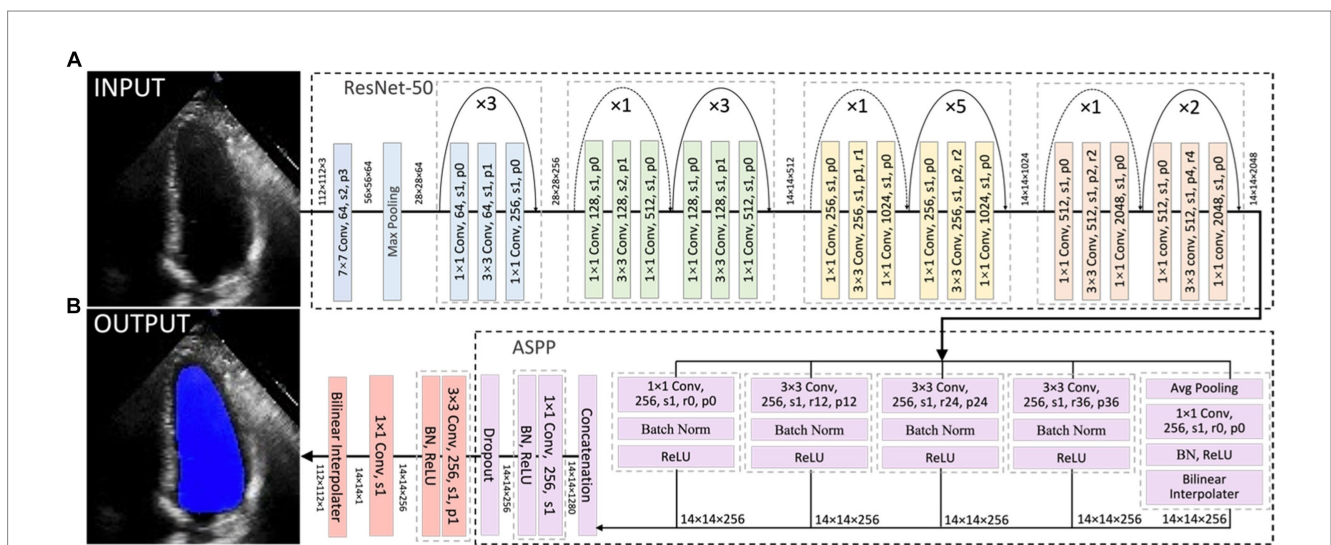 A
INPUT
ResNet-50
×3
×1
×3
×1
×5
×1
×2
112×112×3
7×7 Conv, 64, s2, p3
56×56×64
Max Pooling
28×28×64
1×1 Conv, 64, s1, p0
3×3 Conv, 64, s1, p1
1×1 Conv, 256, s1, p0
28×28×256
1×1 Conv, 128, s1, p0
3×3 Conv, 128, s2, p1
1×1 Conv, 512, s1, p0
1×1 Conv, 128, s1, p0
3×3 Conv, 128, s1, p1
1×1 Conv, 512, s1, p0
14×14×512
1×1 Conv, 256, s1, p0
3×3 Conv, 256, s1, p1, r1
1×1 Conv, 1024, s1, p0
1×1 Conv, 256, s1, p0
3×3 Conv, 256, s1, p2, r2
1×1 Conv, 1024, s1, p0
14×14×1024
1×1 Conv, 512, s1, p0
3×3 Conv, 512, s1, p2, r2
1×1 Conv, 2048, s1, p0
1×1 Conv, 512, s1, p0
3×3 conv, 512, s1, p4, r4
1×1 conv, 2048, s1, p0
14×14×2048
B
OUTPUT
ASPP
1×1 Conv,
256, s1, r0, p0
Batch Norm
ReLU
3×3 Conv,
256, s1, r12, p12
Batch Norm
ReLU
3×3 Conv,
256, s1, r24, p24
Batch Norm
ReLU
3×3 Conv,
256, s1, r36, p36
Batch Norm
ReLU
Avg Pooling
1×1 Conv,
256, s1, r0, p0
BN, ReLU
Bilinear
Interpolater
14×14×256
14×14×256
14×14×256
14×14×256
14×14×256
Concatenation
14×14×1280
1×1 Conv, 256, s1
BN, ReLU
14×14×256
Dropout
3×3 Conv, 256, s1, p1
BN, ReLU
14×14×256
1×1 Conv, s1
14×14×1
Bilinear Interpolater
112×112×1